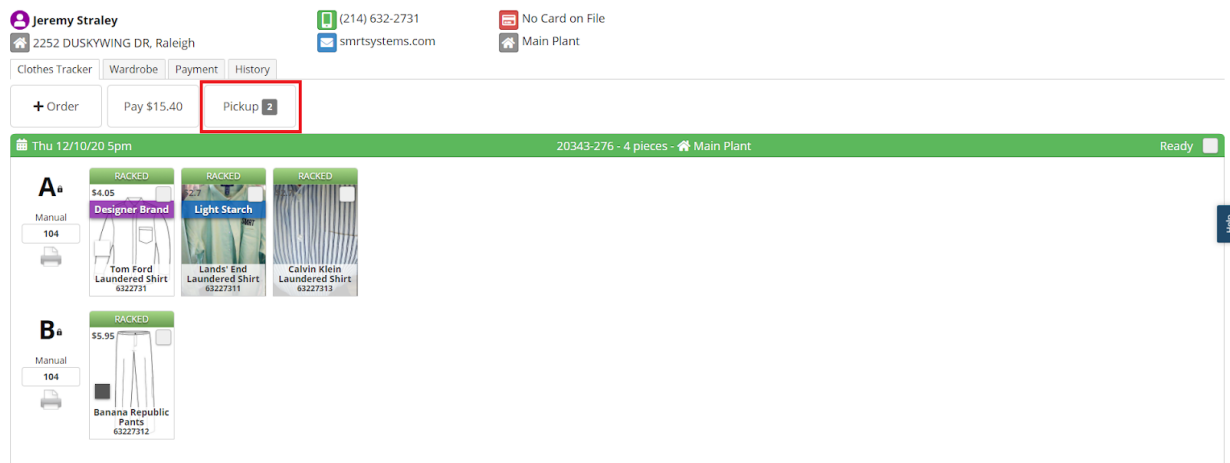 Jeremy Straley
(214) 632-2731
No Card on File
2252 DUSKYWING DR, Raleigh
smrtsystems.com
Main Plant
Clothes Tracker
Wardrobe
Payment
History
+ Order
Pay $15.40
Pickup 2
Thu 12/10/20 5pm
20343-276 - 4 pieces - Main Plant
Ready
A
Manual
104
RACKED
$4.05
Designer Brand
Tom Ford
Laundered Shirt
6322731
RACKED
$2.7
Light Starch
Lands' End
Laundered Shirt
63227311
RACKED
Calvin Klein
Laundered Shirt
63227313
B
Manual
104
RACKED
$5.95
Banana Republic
Pants
63227312